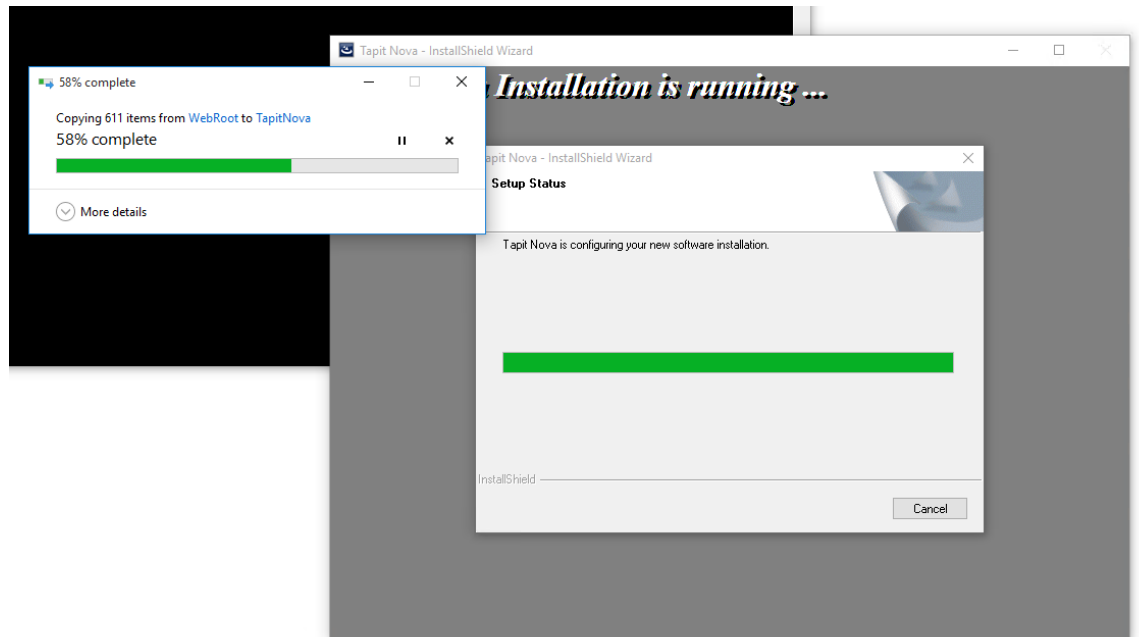 Tapit Nova - InstallShield Wizard
Installation is running ...
58% complete
Copying 611 items from WebRoot to TapitNova
58% complete
More details
apit Nova - InstallShield Wizard
Setup Status
Tapit Nova is configuring your new software installation.
InstallShield
Cancel